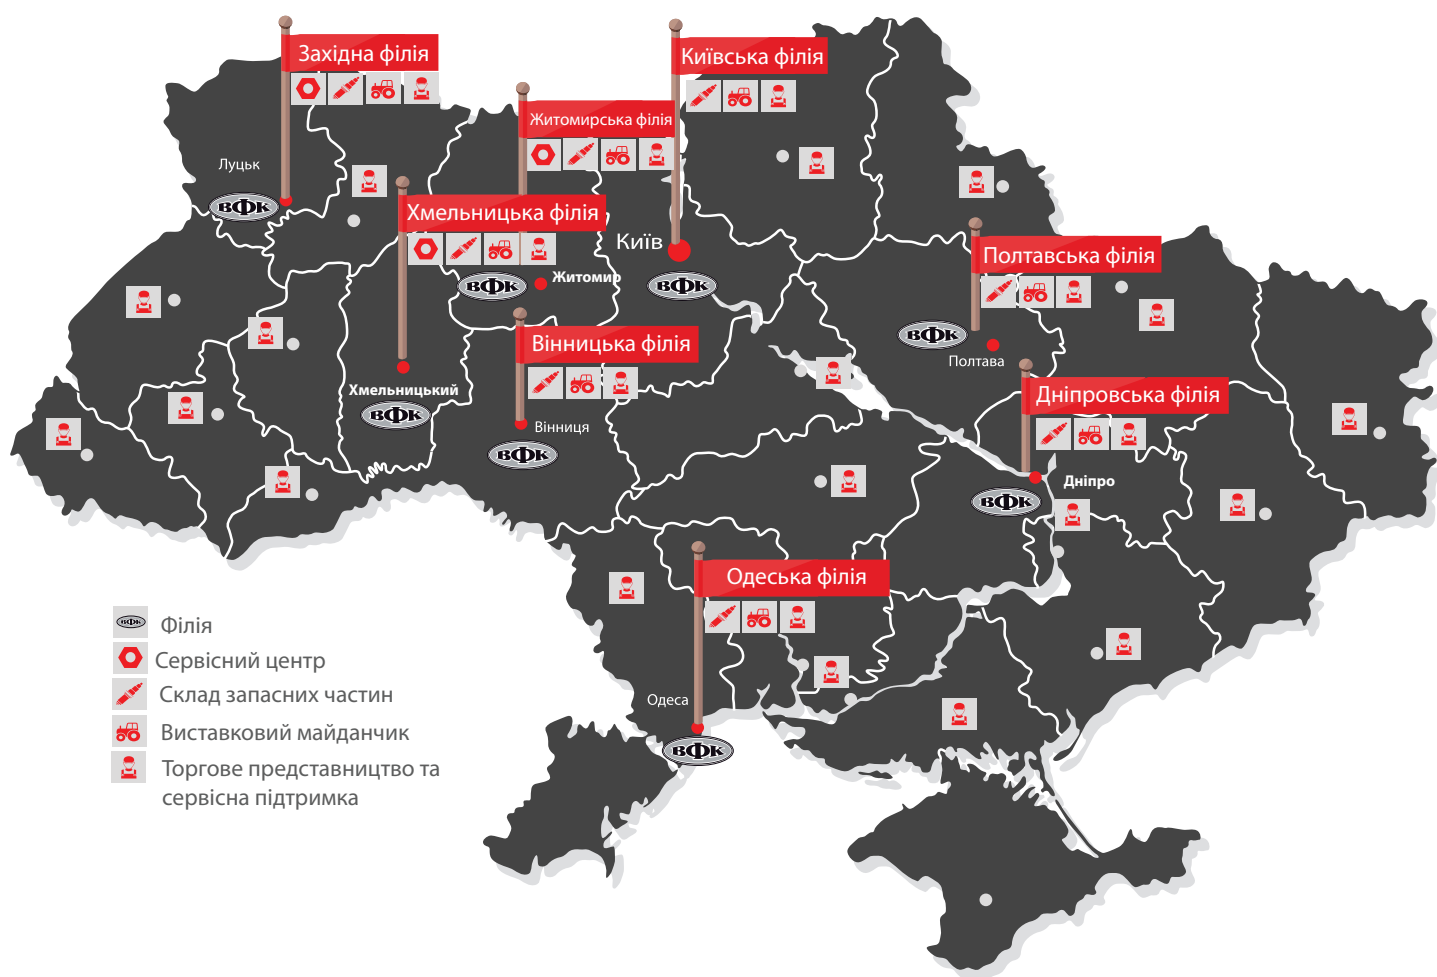 Західна філія
Київська філія
Житомирська філія
Луцьк
ВФК
Хмельницька філія
Київ
Полтавська філія
Житомир
ВФК
ВФК
Вінницька філія
ВФК
Полтава
Хмельницький
ВФК
Дніпровська філія
Вінниця
ВФК
Дніпро
ВФК
Одеська філія
Одеса
ВФК
ВФК
Філія
Сервісний центр
Склад запасних частин
Виставковий майданчик
Торгове представництво та
сервісна підтримка